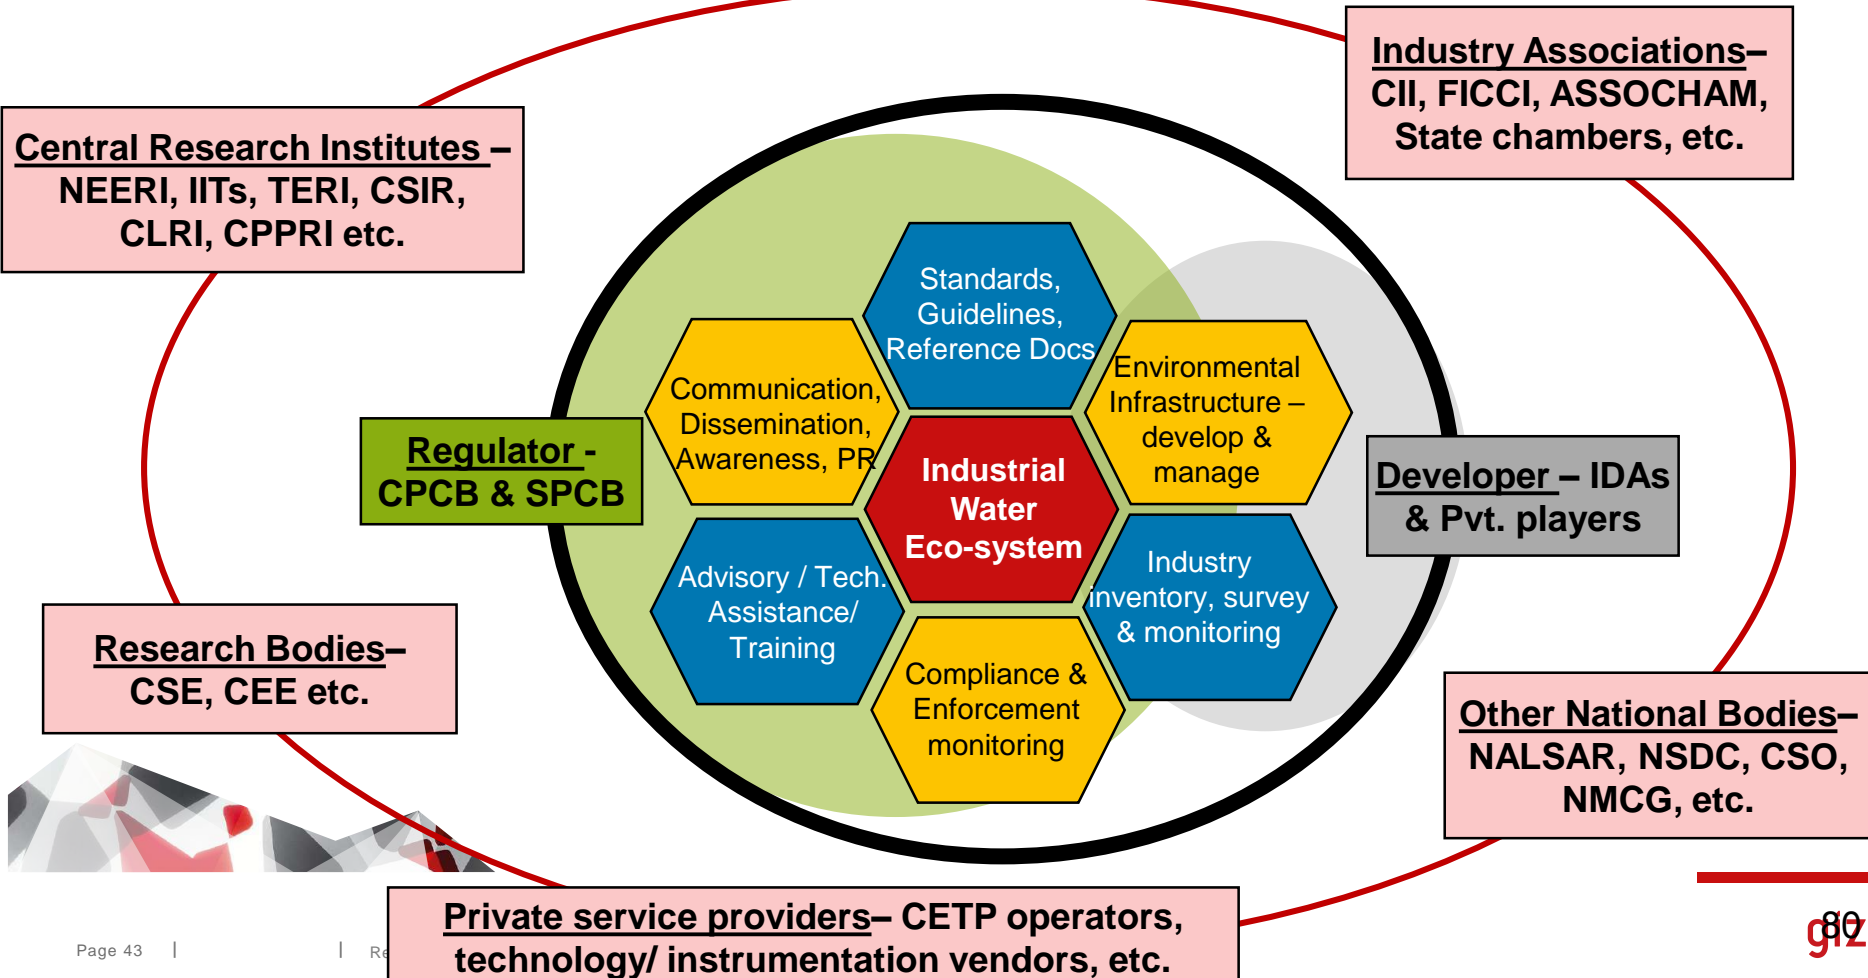 Industry Associations–
CII, FICCI, ASSOCHAM,
State chambers, etc.
Central Research Institutes –
NEERI, IITs, TERI, CSIR,
CLRI, CPPRI etc.
Standards,
Guidelines,
Reference Docs
Communication,
Dissemination,
Awareness, PR
Environmental
Infrastructure –
develop &
manage
Regulator -
CPCB & SPCB
Industrial
Water
Eco-system
Developer – IDAs
& Pvt. players
Advisory / Tech.
Assistance/
Training
Industry
inventory, survey
& monitoring
Compliance &
Enforcement
monitoring
Research Bodies–
CSE, CEE etc.
Other National Bodies–
NALSAR, NSDC, CSO,
NMCG, etc.
Private service providers– CETP operators,
technology/ instrumentation vendors, etc.
Page 43
80
giz